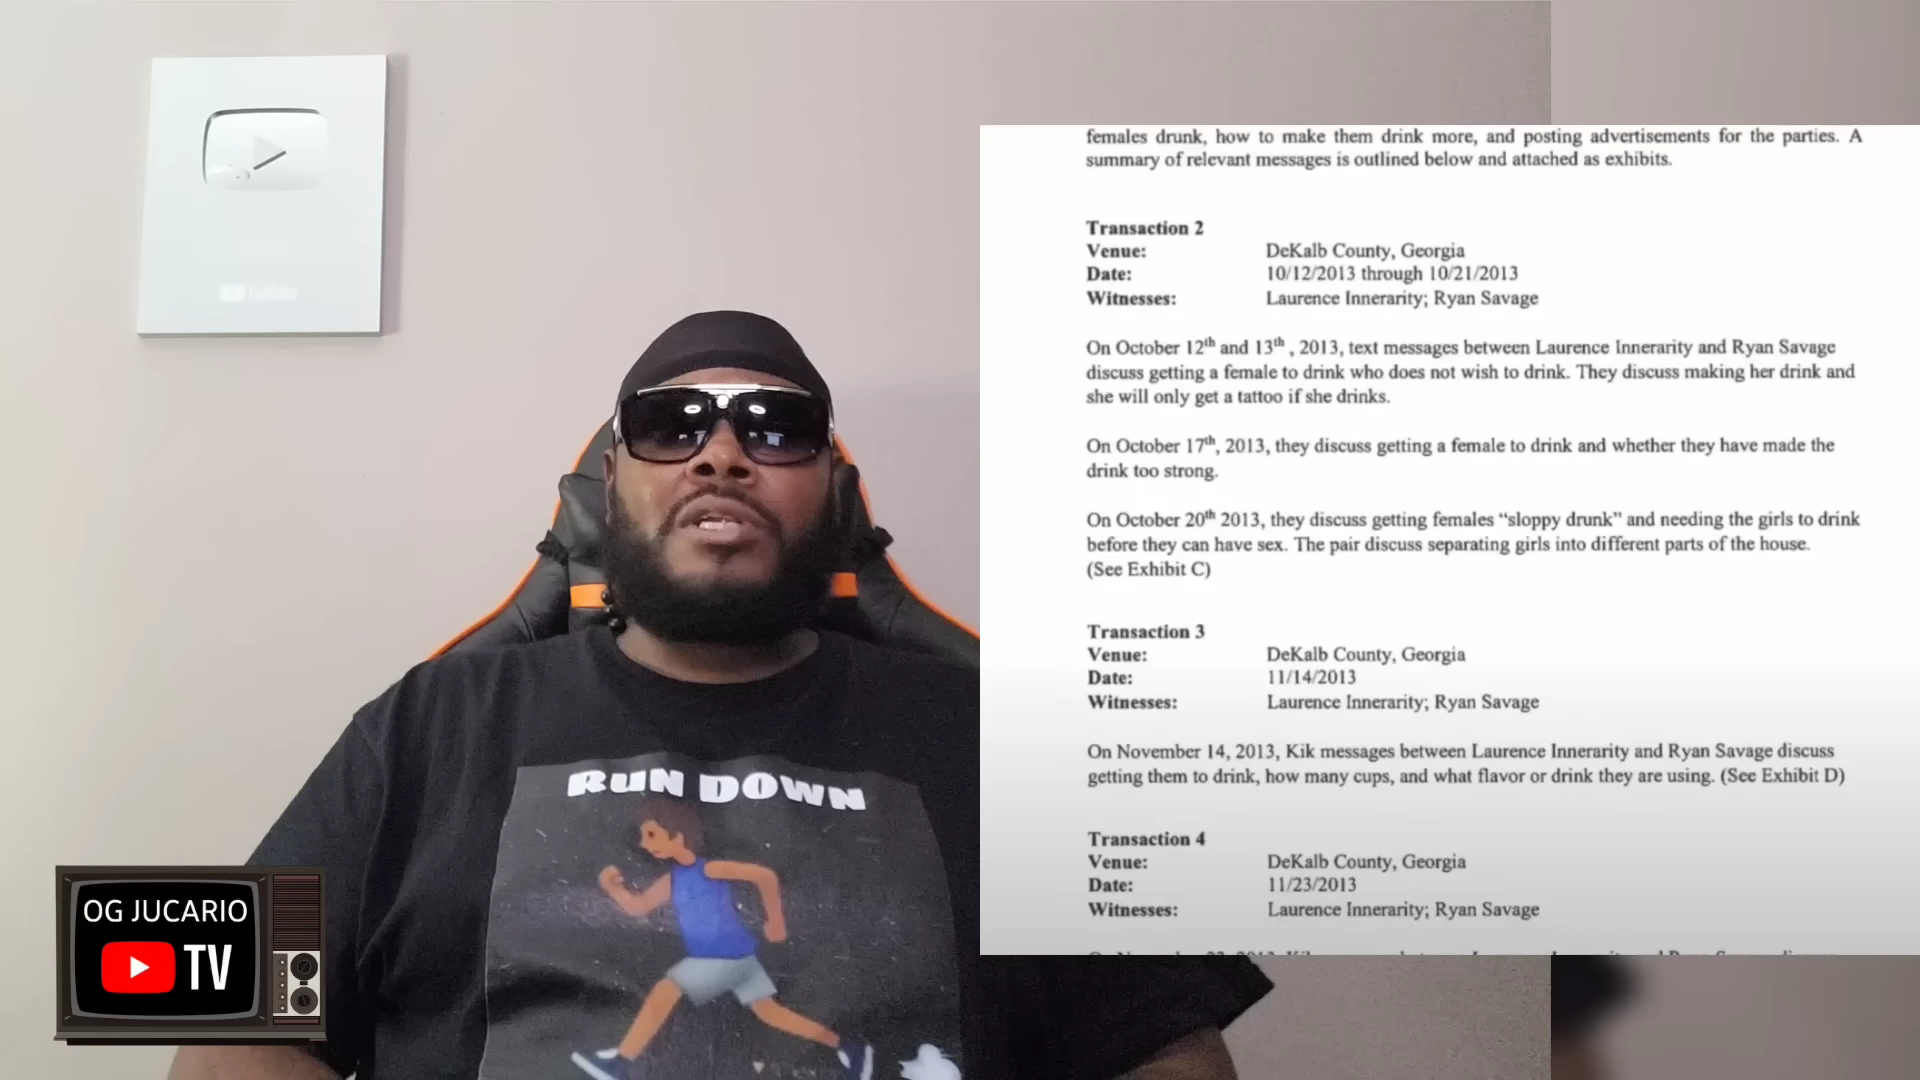 YouTube
females drunk, how to make them drink more, and posting advertisements for the parties. A
summary of relevant messages is outlined below and attached as exhibits.
Transaction 2
Venue: DeKalb County, Georgia
Date: 10/12/2013 through 10/21/2013
Witnesses: Laurence Innerarity; Ryan Savage
On October 12th and 13th , 2013, text messages between Laurence Innerarity and Ryan Savage
discuss getting a female to drink who does not wish to drink. They discuss making her drink and
she will only get a tattoo if she drinks.
On October 17th, 2013, they discuss getting a female to drink and whether they have made the
drink too strong.
On October 20th 2013, they discuss getting females “sloppy drunk” and needing the girls to drink
before they can have sex. The pair discuss separating girls into different parts of the house.
(See Exhibit C)
Transaction 3
Venue: DeKalb County, Georgia
Date: 11/14/2013
Witnesses: Laurence Innerarity; Ryan Savage
On November 14, 2013, Kik messages between Laurence Innerarity and Ryan Savage discuss
getting them to drink, how many cups, and what flavor or drink they are using. (See Exhibit D)
Transaction 4
Venue: DeKalb County, Georgia
Date: 11/23/2013
Witnesses: Laurence Innerarity; Ryan Savage
RUN DOWN
OG JUCARIO
TV